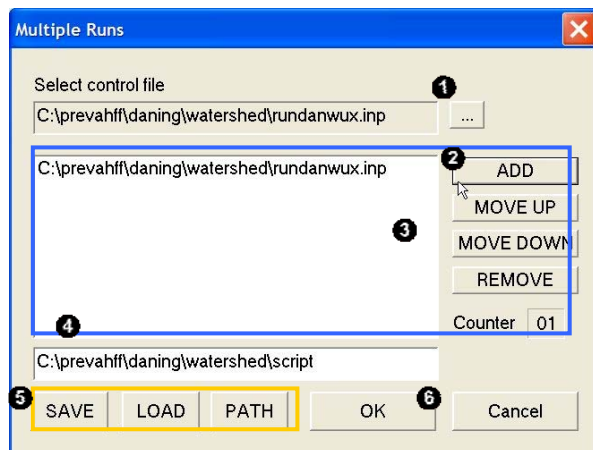 Multiple Runs
Select control file
1
C:\prevahff\daning\watershed\rundanwux.inp
...
C:\prevahff\daning\watershed\rundanwux.inp
2
ADD
MOVE UP
3
MOVE DOWN
REMOVE
4
Counter 01
C:\prevahff\daning\watershed\script
5
SAVE LOAD PATH OK 6 Cancel